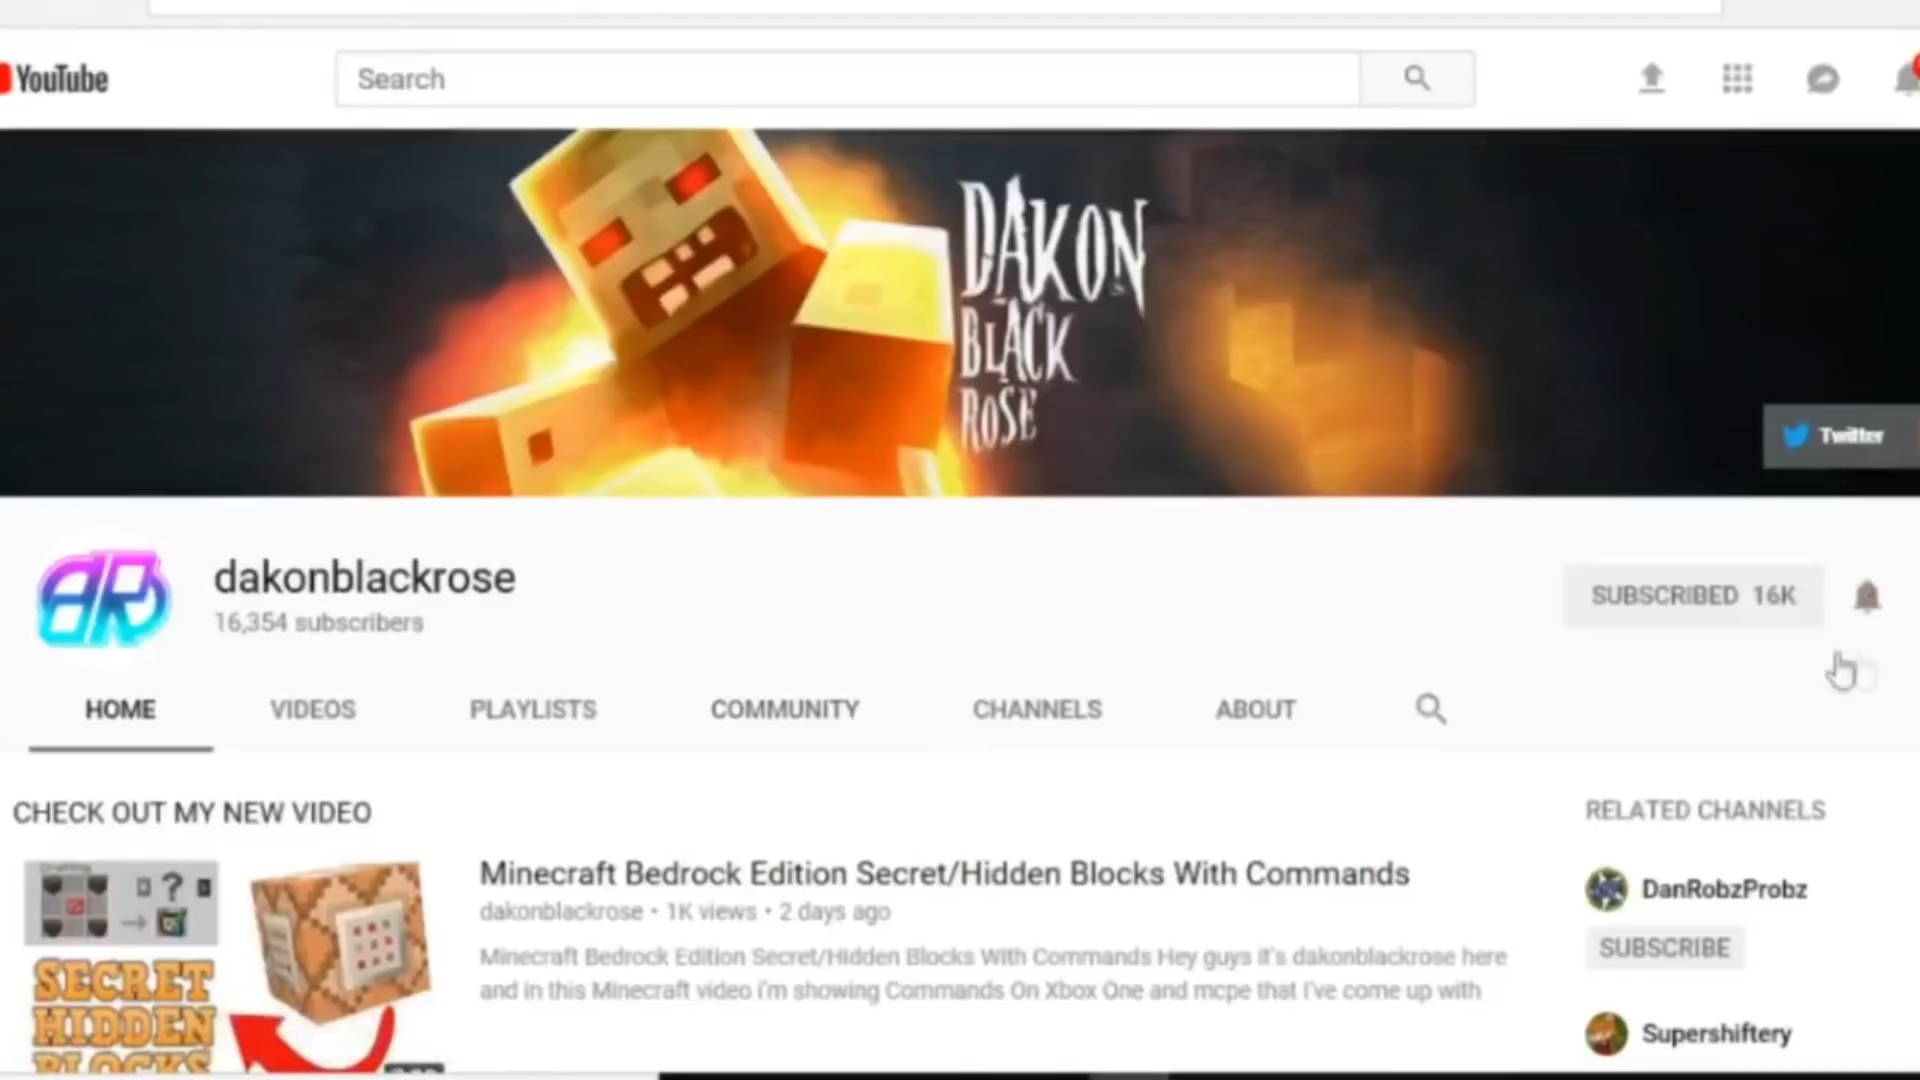 YouTube
Search
DAKON
BLACK
ROSE
Twitter
dakonblackrose
16,354 subscribers
SUBSCRIBED 16K
HOME VIDEOS PLAYLISTS COMMUNITY CHANNELS ABOUT
CHECK OUT MY NEW VIDEO
SECRET
HIDDEN
BLOCKS
Minecraft Bedrock Edition Secret/Hidden Blocks With Commands
dakonblackrose • 1K views • 2 days ago
Minecraft Bedrock Edition Secret/Hidden Blocks With Commands Hey guys it's dakonblackrose here
and in this Minecraft video i'm showing Commands On Xbox One and mcpe that I've come up with
RELATED CHANNELS
DanRobzProbz
SUBSCRIBE
Supershiftery